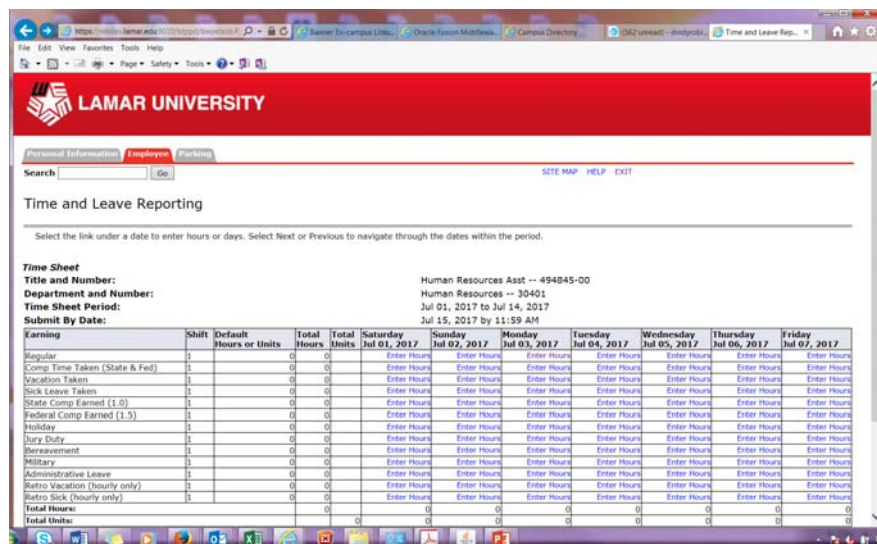 Banner Tri-campus Links...
Oracle Fusion Middlewa...
Campus Directory
Time and Leave Rep...
File Edit View Favorites Tools Help
Page Safety Tools
LAMAR UNIVERSITY
Personal Information Employee Parking
Search Go SITE MAP HELP EXIT
Time and Leave Reporting
Select the link under a date to enter hours or days. Select Next or Previous to navigate through the dates within the period.
Time Sheet
Title and Number: Human Resources Asst -- 494845-00
Department and Number: Human Resources -- 30401
Time Sheet Period: Jul 01, 2017 to Jul 14, 2017
Submit By Date: Jul 15, 2017 by 11:59 AM
Earning Shift Default Hours or Units Total Hours Total Units Saturday Jul 01, 2017 Sunday Jul 02, 2017 Monday Jul 03, 2017 Tuesday Jul 04, 2017 Wednesday Jul 05, 2017 Thursday Jul 06, 2017 Friday Jul 07, 2017
Regular 1 0 0 Enter Hours Enter Hours Enter Hours Enter Hours Enter Hours Enter Hours Enter Hours
Comp Time Taken (State & Fed) 1 0 0 Enter Hours Enter Hours Enter Hours Enter Hours Enter Hours Enter Hours Enter Hours
Vacation Taken 1 0 0 Enter Hours Enter Hours Enter Hours Enter Hours Enter Hours Enter Hours Enter Hours
Sick Leave Taken 1 0 0 Enter Hours Enter Hours Enter Hours Enter Hours Enter Hours Enter Hours Enter Hours
State Comp Earned (1.0) 1 0 0 Enter Hours Enter Hours Enter Hours Enter Hours Enter Hours Enter Hours Enter Hours
Federal Comp Earned (1.5) 1 0 0 Enter Hours Enter Hours Enter Hours Enter Hours Enter Hours Enter Hours Enter Hours
Holiday 1 0 0 Enter Hours Enter Hours Enter Hours Enter Hours Enter Hours Enter Hours Enter Hours
Jury Duty 1 0 0 Enter Hours Enter Hours Enter Hours Enter Hours Enter Hours Enter Hours Enter Hours
Bereavement 1 0 0 Enter Hours Enter Hours Enter Hours Enter Hours Enter Hours Enter Hours Enter Hours
Military 1 0 0 Enter Hours Enter Hours Enter Hours Enter Hours Enter Hours Enter Hours Enter Hours
Administrative Leave 1 0 0 Enter Hours Enter Hours Enter Hours Enter Hours Enter Hours Enter Hours Enter Hours
Retro Vacation (hourly only) 1 0 0 Enter Hours Enter Hours Enter Hours Enter Hours Enter Hours Enter Hours Enter Hours
Retro Sick (hourly only) 1 0 0 Enter Hours Enter Hours Enter Hours Enter Hours Enter Hours Enter Hours Enter Hours
Total Hours: 0 0 0 0 0 0 0 0
Total Units: 0 0 0 0 0 0 0 0